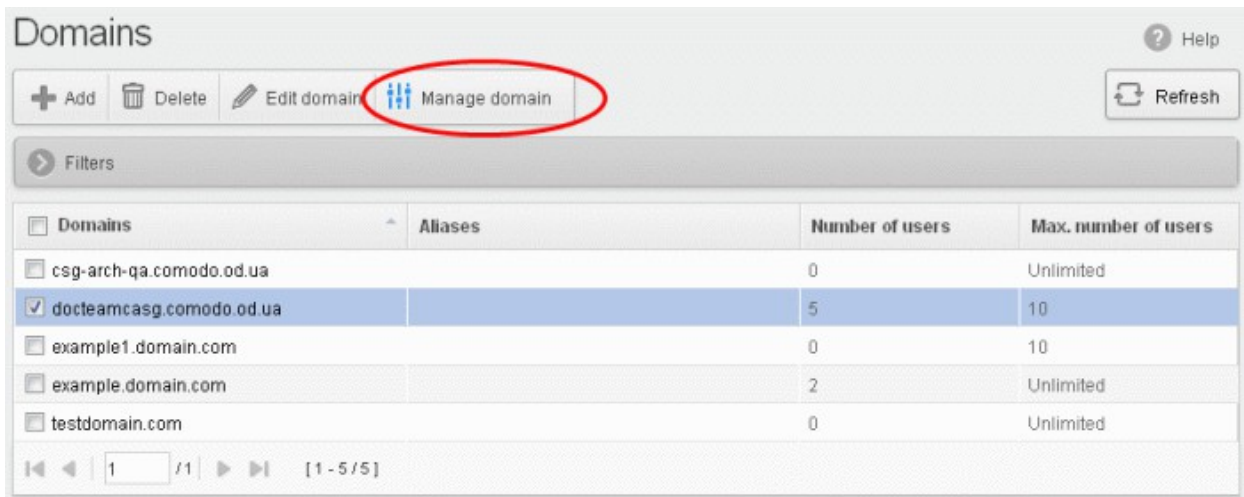 Domains
Help
Add Delete Edit domain Manage domain Refresh
Filters
Domains Aliases Number of users Max. number of users
csg-arch-qa.comodo.od.ua 0 Unlimited
docteamcasg.comodo.od.ua 5 10
example1.domain.com 0 10
example.domain.com 2 Unlimited
testdomain.com 0 Unlimited
1 /1 [1 - 5 / 5]